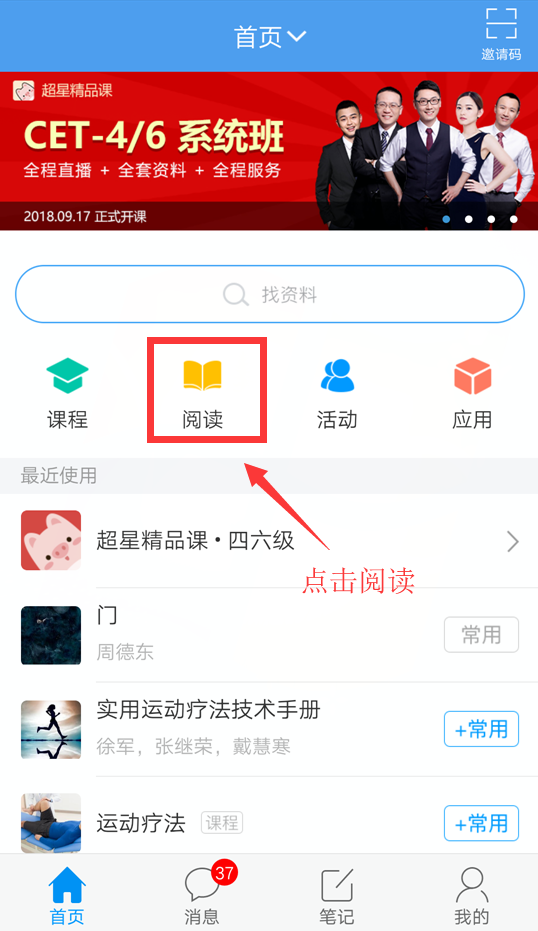 首页
邀请码
超星精品课
CET-4/6 系统班
全程直播 + 全套资料 + 全程服务
2018.09.17 正式开课
找资料
课程
阅读
活动
应用
最近使用
超星精品课·四六级
点击阅读
门
周德东
常用
实用运动疗法技术手册
徐军，张继荣，戴慧寒
+常用
运动疗法 课程
+常用
37
首页
消息
笔记
我的